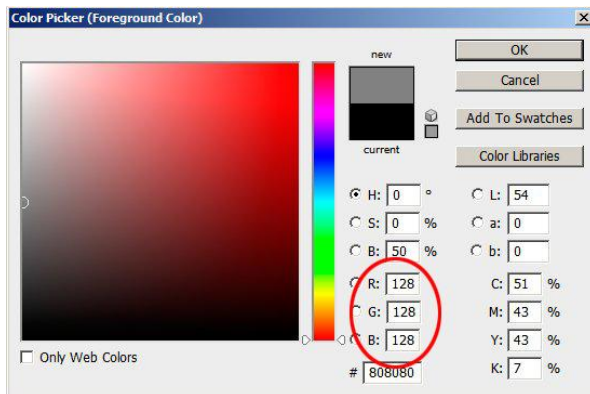 Color Picker (Foreground Color)
new
OK
Cancel
Add To Swatches
current
Color Libraries
H: 0 °
L: 54
S: 0 %
a: 0
B: 50 %
b: 0
R: 128
C: 51 %
G: 128
M: 43 %
B: 128
Y: 43 %
Only Web Colors
# 808080
K: 7 %